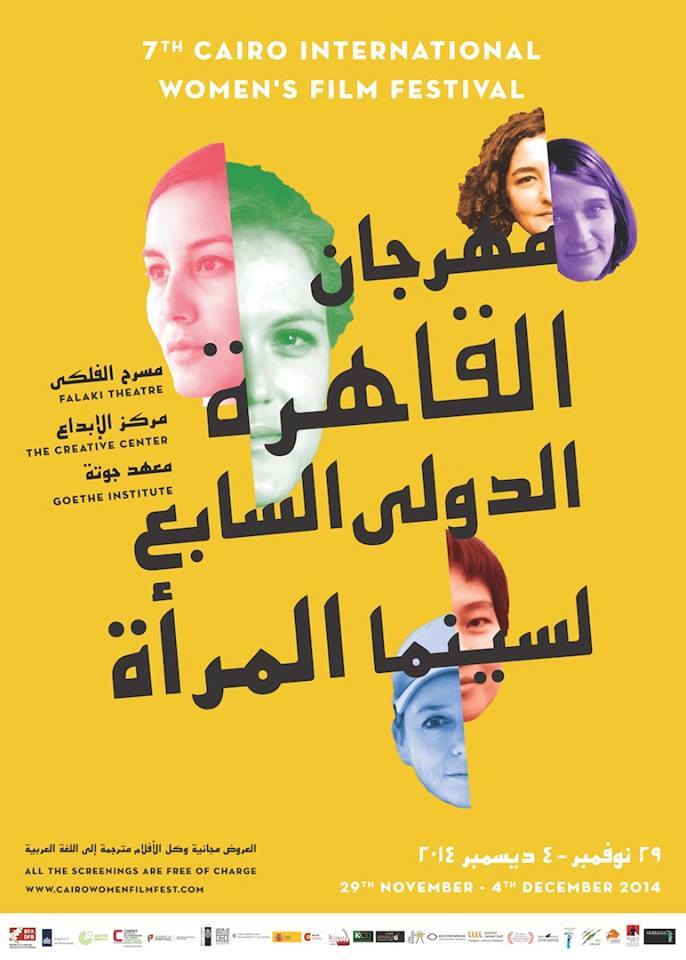 7TH CAIRO INTERNATIONAL
WOMEN'S FILM FESTIVAL
مهرجان
القاهرة
الدولى السابع
لسينما المرأة
مسرح الفلكى
FALAKI THEATRE
مركز الإبداع
THE CREATIVE CENTER
معهد جوتة
GOETHE INSTITUTE
العروض مجانية وكل الأفلام مترجمة إلى اللغة العربية
ALL THE SCREENINGS ARE FREE OF CHARGE
WWW.CAIROWOMENFILMFEST.COM
٢٩ نوفمبر - ٤ ديسمبر ٢٠١٤
29TH NOVEMBER - 4TH DECEMBER 2014